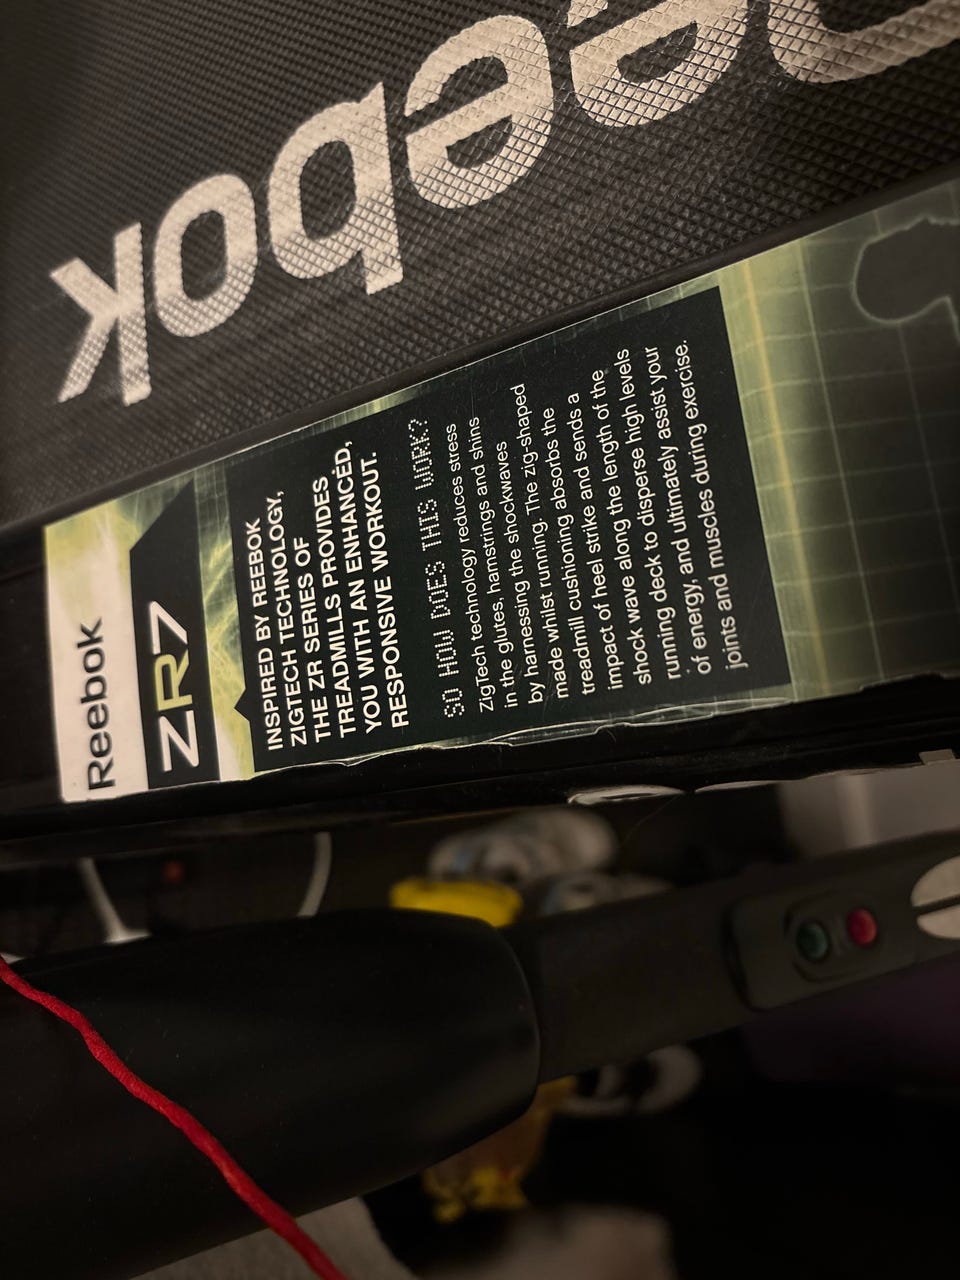 Reebok
Reebok
ZR7
INSPIRED BY REEBOK
ZIGTECH TECHNOLOGY,
THE ZR SERIES OF
TREADMILLS PROVIDES
YOU WITH AN ENHANCED,
RESPONSIVE WORKOUT.
SO HOW DOES THIS WORK?
ZigTech technology reduces stress
in the glutes, hamstrings and shins
by harnessing the shockwaves
made whilst running. The zig-shaped
treadmill cushioning absorbs the
impact of heel strike and sends a
shock wave along the length of the
running deck to disperse high levels
of energy, and ultimately assist your
joints and muscles during exercise.